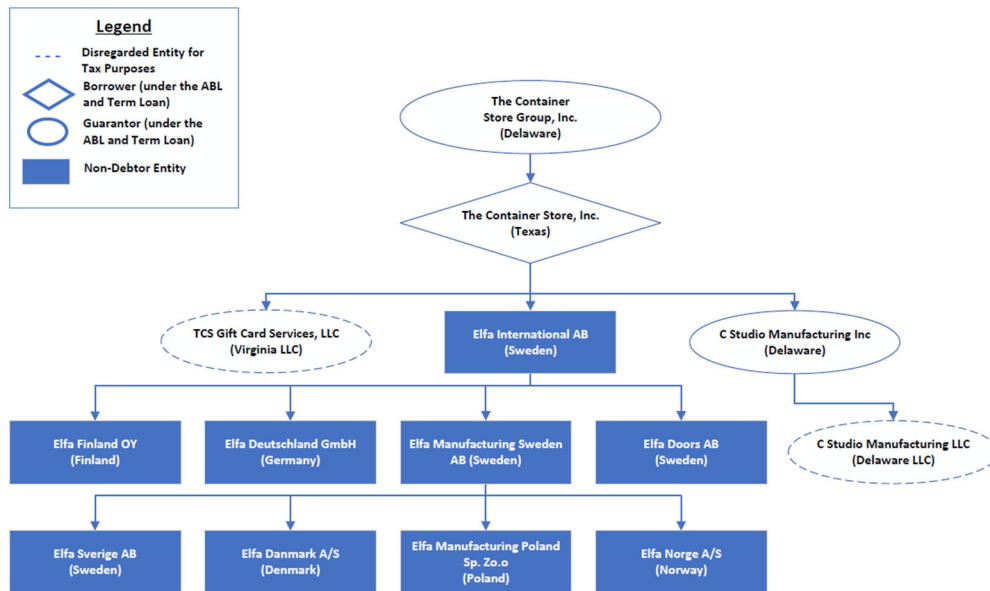 Legend
Disregarded Entity for
Tax Purposes
Borrower (under the ABL
and Term Loan)
Guarantor (under the
ABL and Term Loan)
Non-Debtor Entity
The Container
Store Group, Inc.
(Delaware)
The Container Store, Inc.
(Texas)
TCS Gift Card Services, LLC
(Virginia LLC)
Elfa International AB
(Sweden)
C Studio Manufacturing Inc
(Delaware)
Elfa Finland OY
(Finland)
Elfa Deutschland GmbH
(Germany)
Elfa Manufacturing Sweden
AB (Sweden)
Elfa Doors AB
(Sweden)
C Studio Manufacturing LLC
(Delaware LLC)
Elfa Sverige AB
(Sweden)
Elfa Danmark A/S
(Denmark)
Elfa Manufacturing Poland
Sp. Zo.o
(Poland)
Elfa Norge A/S
(Norway)